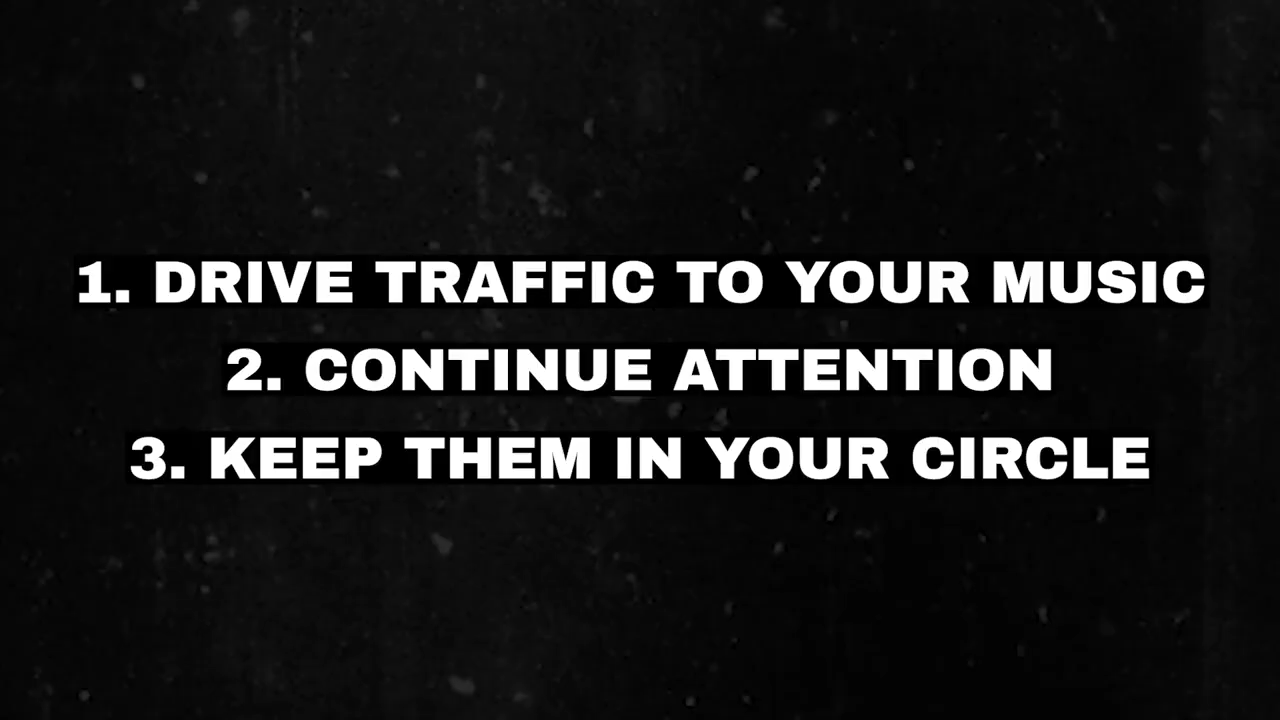 1. DRIVE TRAFFIC TO YOUR MUSIC
2. CONTINUE ATTENTION
3. KEEP THEM IN YOUR CIRCLE